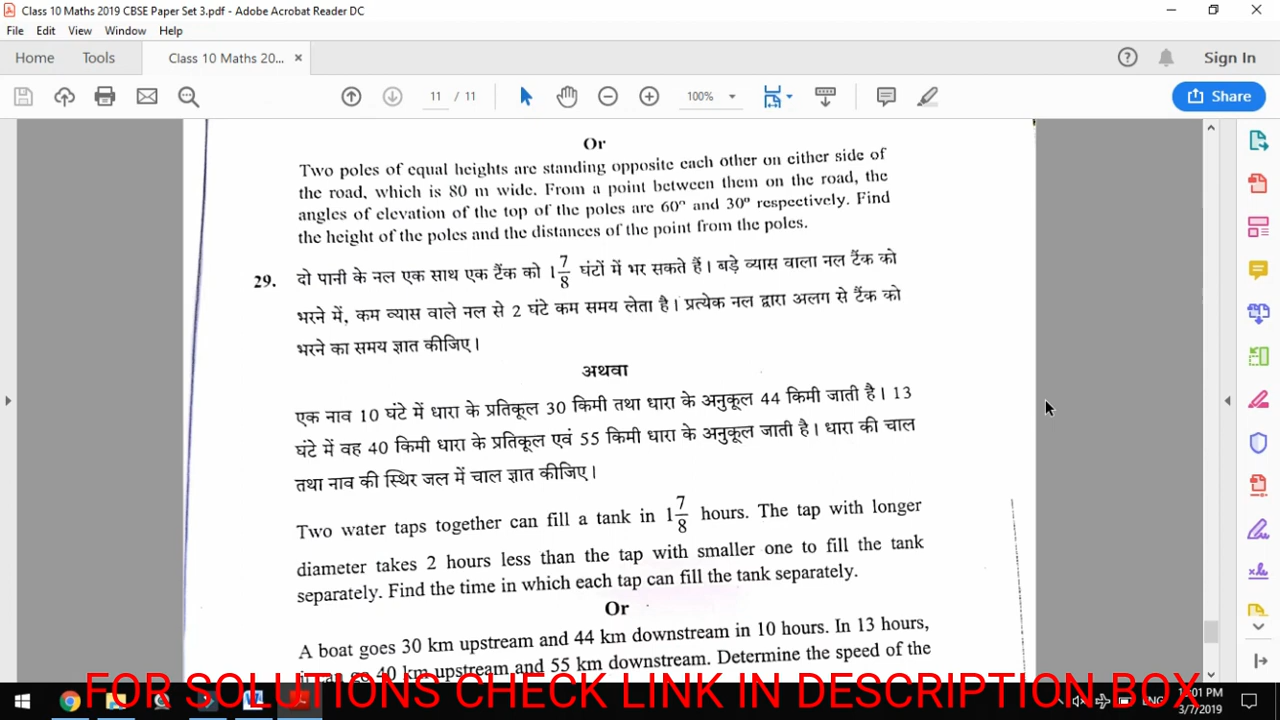 Class 10 Maths 2019 CBSE Paper Set 3.pdf - Adobe Acrobat Reader DC
File Edit View Window Help
Home Tools Class 10 Maths 20... × Sign In
11 / 11 100% Share
Or
Two poles of equal heights are standing opposite each other on either side of
the road, which is 80 m wide. From a point between them on the road, the
angles of elevation of the top of the poles are 60° and 30° respectively. Find
the height of the poles and the distances of the point from the poles.
29. दो पानी के नल एक साथ एक टैंक को 1 7/8 घंटों में भर सकते हैं। बड़े व्यास वाला नल टैंक को
भरने में, कम व्यास वाले नल से 2 घंटे कम समय लेता है। प्रत्येक नल द्वारा अलग से टैंक को
भरने का समय ज्ञात कीजिए।
अथवा
एक नाव 10 घंटे में धारा के प्रतिकूल 30 किमी तथा धारा के अनुकूल 44 किमी जाती है। 13
घंटे में वह 40 किमी धारा के प्रतिकूल एवं 55 किमी धारा के अनुकूल जाती है। धारा की चाल
तथा नाव की स्थिर जल में चाल ज्ञात कीजिए।
Two water taps together can fill a tank in 1 7/8 hours. The tap with longer
diameter takes 2 hours less than the tap with smaller one to fill the tank
separately. Find the time in which each tap can fill the tank separately.
Or
A boat goes 30 km upstream and 44 km downstream in 10 hours. In 13 hours,
40 km upstream and 55 km downstream. Determine the speed of the
FOR SOLUTIONS CHECK LINK IN DESCRIPTION BOX
ENG
3/7/2019